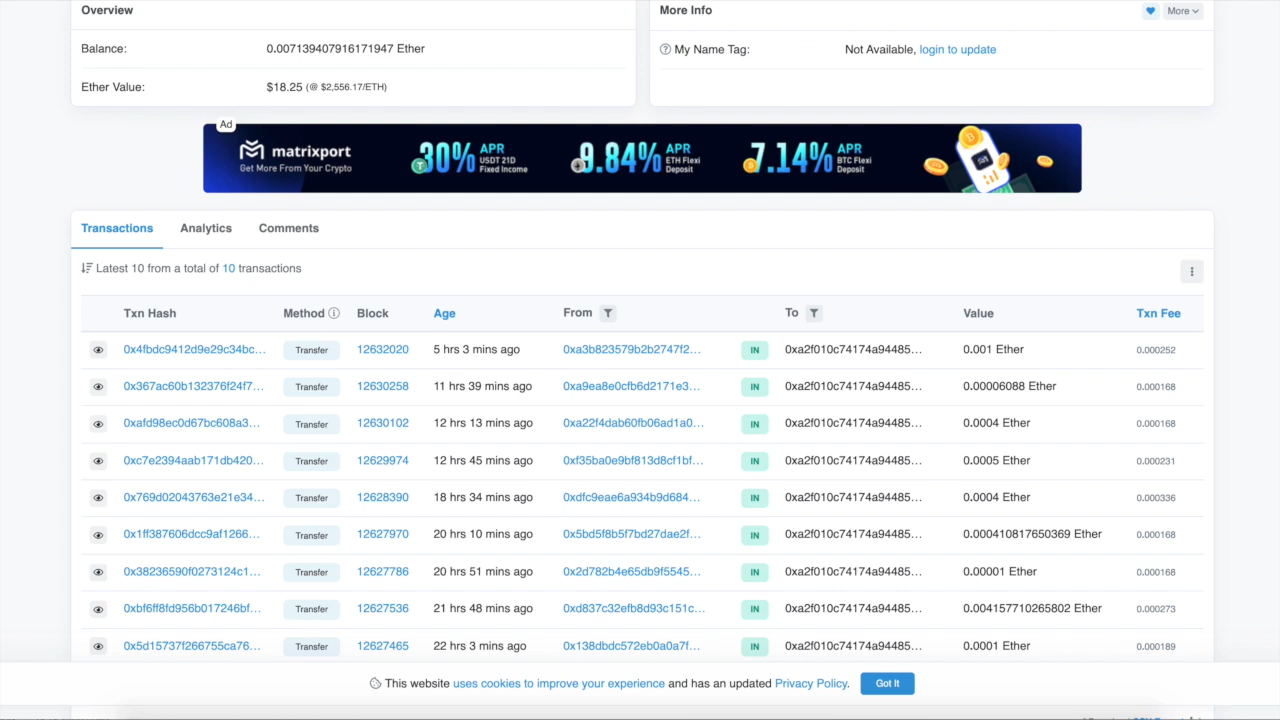 Overview
More Info
More
Balance:
0.007139407916171947 Ether
My Name Tag:
Not Available, login to update
Ether Value:
$18.25 (@ $2,556.17/ETH)
Ad
matrixport
Get More From Your Crypto
30% APR USDT 21D Fixed Income
9.84% APR ETH Flexi Deposit
7.14% APR BTC Flexi Deposit
Transactions Analytics Comments
Latest 10 from a total of 10 transactions
Txn Hash Method Block Age From To Value Txn Fee
0x4fbdc9412d9e29c34bc... Transfer 12632020 5 hrs 3 mins ago 0xa3b823579b2b2747f2... IN 0xa2f010c74174a94485... 0.001 Ether 0.000252
0x367ac60b132376f24f7... Transfer 12630258 11 hrs 39 mins ago 0xa9ea8e0cfb6d2171e3... IN 0xa2f010c74174a94485... 0.00006088 Ether 0.000168
0xafd98ec0d67bc608a3... Transfer 12630102 12 hrs 13 mins ago 0xa22f4dab60fb06ad1a0... IN 0xa2f010c74174a94485... 0.0004 Ether 0.000168
0xc7e2394aab171db420... Transfer 12629974 12 hrs 45 mins ago 0xf35ba0e9bf813d8cf1bf... IN 0xa2f010c74174a94485... 0.0005 Ether 0.000231
0x769d02043763e21e34... Transfer 12628390 18 hrs 34 mins ago 0xdfc9eae6a934b9d684... IN 0xa2f010c74174a94485... 0.0004 Ether 0.000336
0x1ff387606dcc9af1266... Transfer 12627970 20 hrs 10 mins ago 0x5bd5f8b5f7bd27dae2f... IN 0xa2f010c74174a94485... 0.000410817650369 Ether 0.000168
0x38236590f0273124c1... Transfer 12627786 20 hrs 51 mins ago 0x2d782b4e65db9f5545... IN 0xa2f010c74174a94485... 0.00001 Ether 0.000168
0xbf6ff8fd956b017246bf... Transfer 12627536 21 hrs 48 mins ago 0xd837c32efb8d93c151c... IN 0xa2f010c74174a94485... 0.004157710265802 Ether 0.000273
0x5d15737f266755ca76... Transfer 12627465 22 hrs 3 mins ago 0x138dbdc572eb0a0a7f... IN 0xa2f010c74174a94485... 0.0001 Ether 0.000189
This website uses cookies to improve your experience and has an updated Privacy Policy. Got It